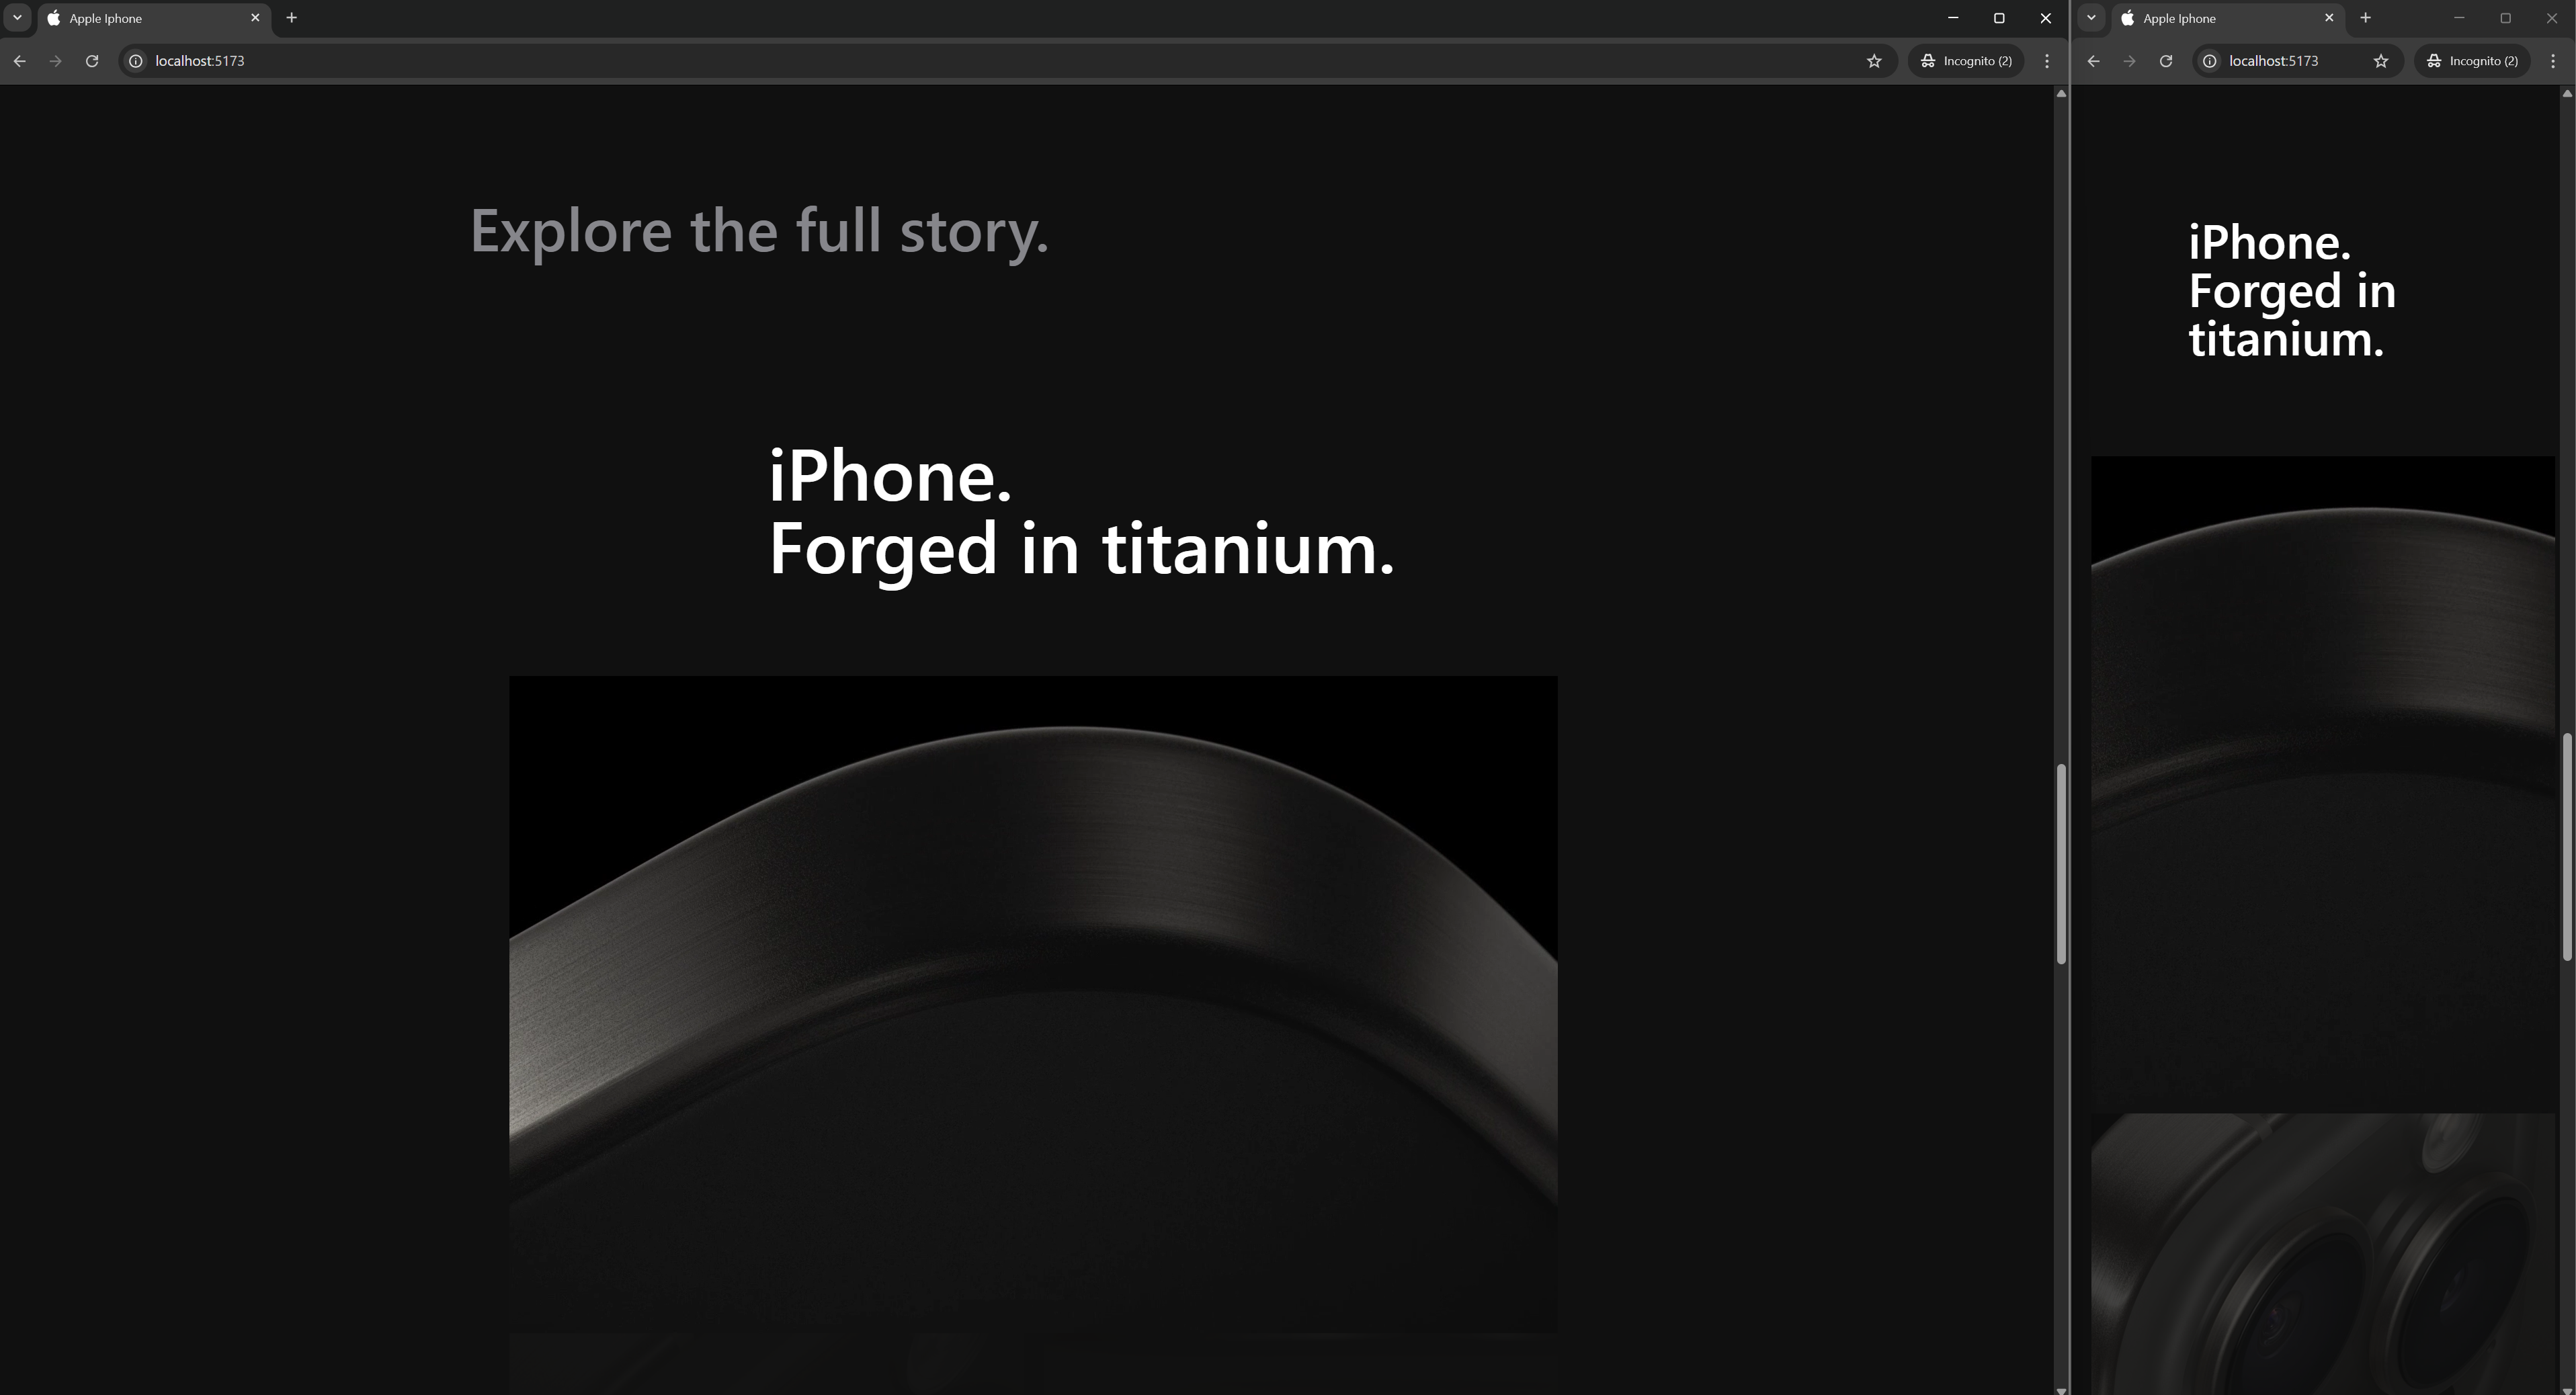 Apple Iphone
localhost:5173
Incognito (2)
Explore the full story.
iPhone.
Forged in titanium.
Apple Iphone
localhost:5173
Incognito (2)
iPhone.
Forged in
titanium.